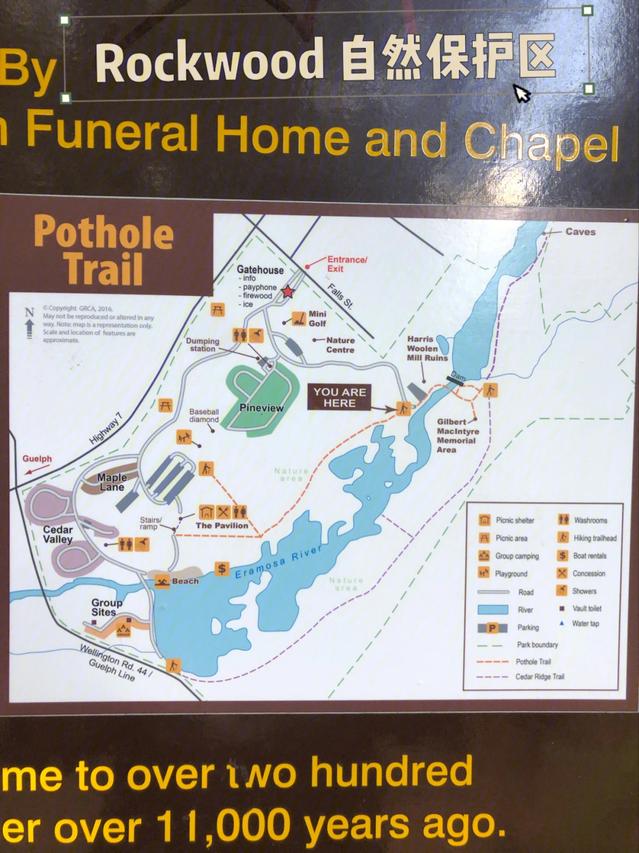 By Rockwood 自然保护区
Funeral Home and Chapel
Pothole
Trail
N
©Copyright GRCA, 2016.
May not be reproduced or altered in any
way. Note: map is a representation only.
Scale and location of features are
approximate.
Gatehouse
- info
- payphone
- firewood
- ice
Entrance/
Exit
Falls St.
Caves
Mini
Golf
Nature
Centre
Dumping
station
Harris
Woolen
Mill Ruins
Dam
YOU ARE
HERE
Pineview
Baseball
diamond
Gilbert
MacIntyre
Memorial
Area
Highway 7
Guelph
Maple
Lane
Nature
area
Cedar
Valley
Stairs/
ramp
The Pavilion
Eramosa River
$
Beach
Nature
area
Group
Sites
Wellington Rd. 44 /
Guelph Line
Picnic shelter
Washrooms
Picnic area
Hiking trailhead
Group camping
$ Boat rentals
Playground
Concession
Road
Showers
River
Vault toilet
P Parking
Water tap
Park boundary
Pothole Trail
Cedar Ridge Trail
me to over two hundred
er over 11,000 years ago.